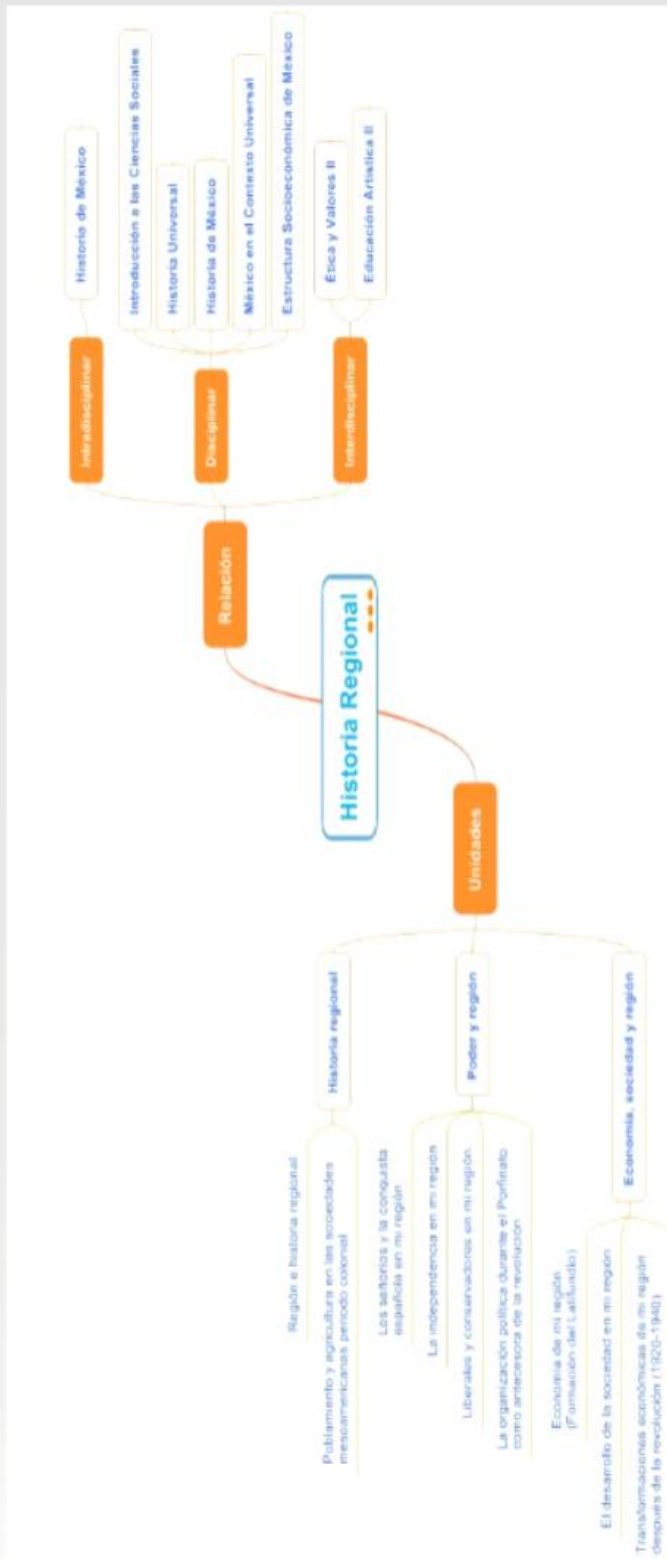 Historia Regional
Relación
Intradisciplinar
Historia de México
Disciplinar
Introducción a las Ciencias Sociales
Historia Universal
Historia de México
México en el Contexto Universal
Estructura Socioeconómica de México
Interdisciplinar
Ética y Valores II
Educación Artística II
Unidades
Historia regional
Región e historia regional
Poblamiento y agricultura en las sociedades
mesoamericanas periodo colonial
Poder y región
Los señoríos y la conquista
española en mi región
La independencia en mi región
Liberales y conservadores en mi región
La organización política durante el Porfiriato
como antecesora de la revolución
Economía, sociedad y región
Economía de mi región
(Formación del Latifundio)
El desarrollo de la sociedad en mi región
Transformaciones económicas de mi región
después de la revolución (1920-1940)